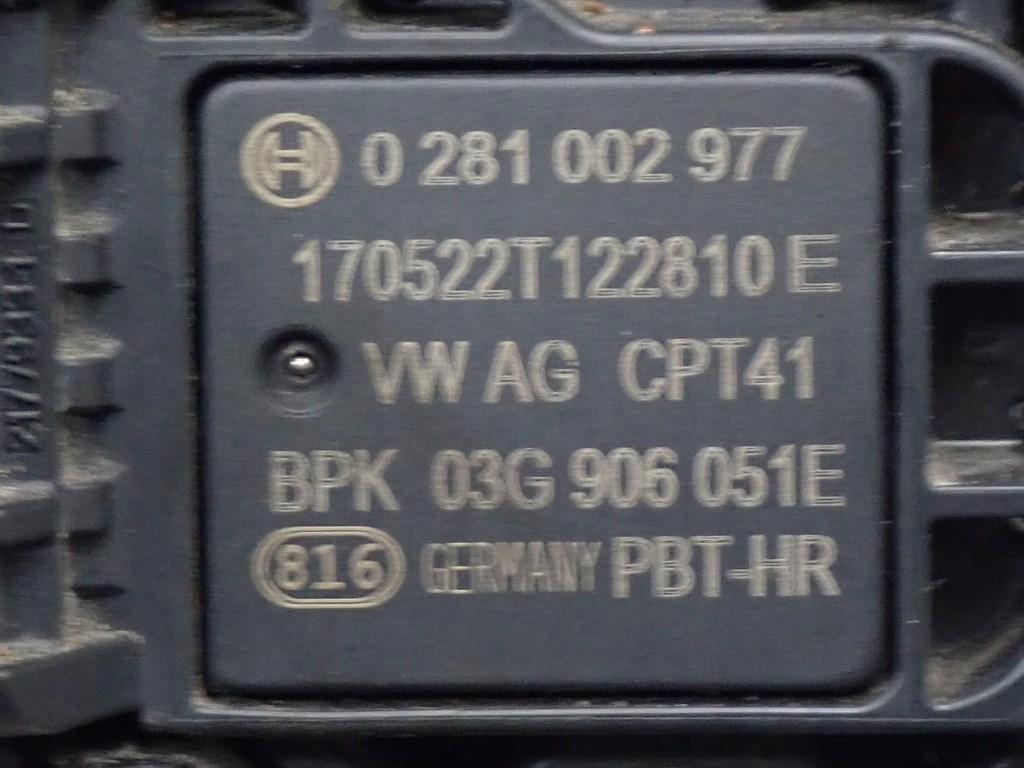 0 281 002 977
170522T122810 E
VW AG CPT41
BPK 03G 906 051E
816 GERMANY PBT-HR